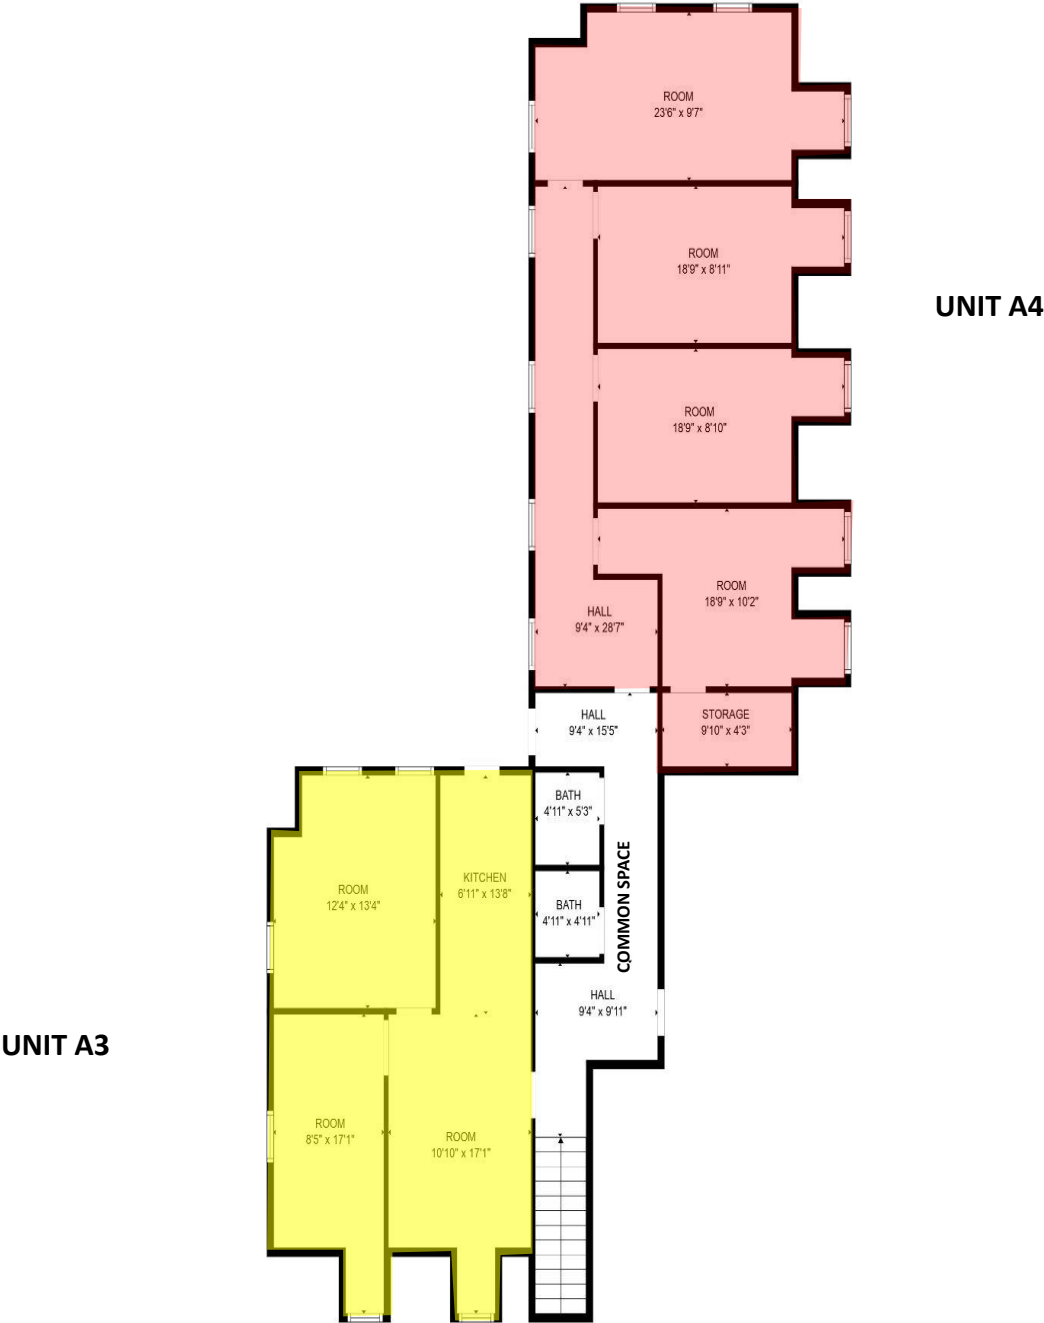 ROOM
23'6" x 9'7"
ROOM
18'9" x 8'11"
UNIT A4
ROOM
18'9" x 8'10"
ROOM
18'9" x 10'2"
HALL
9'4" x 28'7"
HALL
9'4" x 15'5"
STORAGE
9'10" x 4'3"
BATH
4'11" x 5'3"
KITCHEN
6'11" x 13'8"
ROOM
12'4" x 13'4"
BATH
4'11" x 4'11"
COMMON SPACE
HALL
9'4" x 9'11"
UNIT A3
ROOM
8'5" x 17'1"
ROOM
10'10" x 17'1"